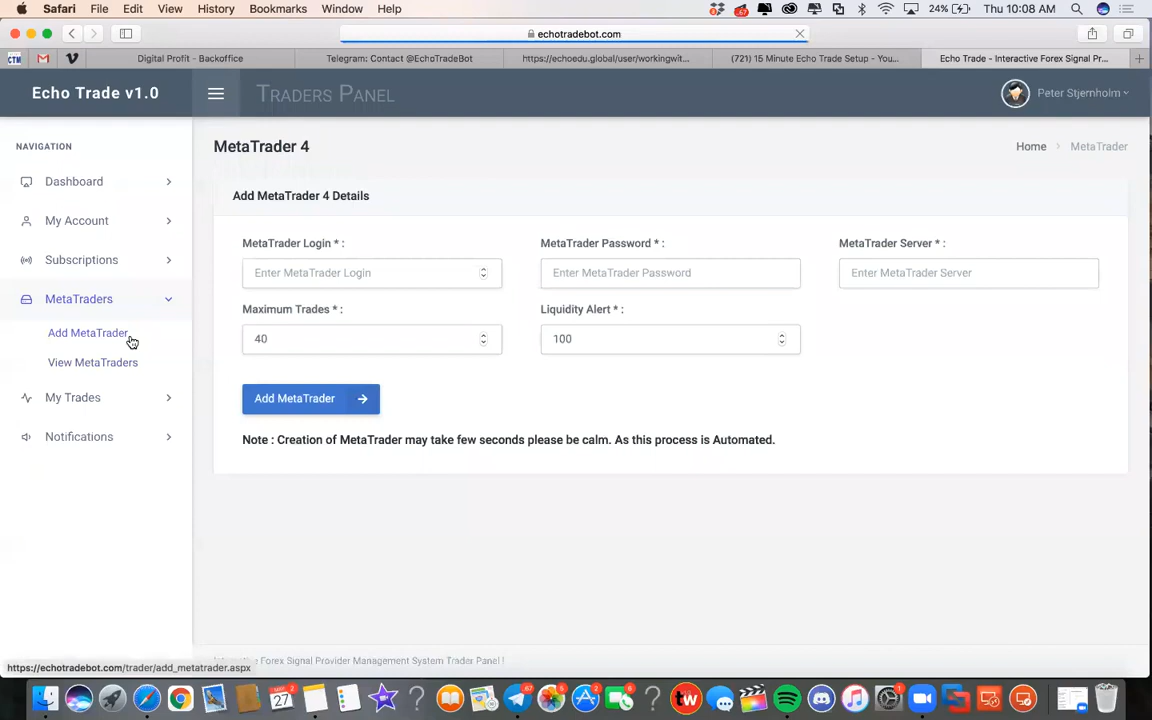 Safari File Edit View History Bookmarks Window Help 24% Thu 10:08 AM
echotradebot.com
CTM Digital Profit - Backoffice Telegram: Contact @EchoTradeBot https://echoedu.global/user/workingwit... (721) 15 Minute Echo Trade Setup - You... Echo Trade - Interactive Forex Signal Pr...
Echo Trade v1.0 Traders Panel Peter Stjernholm
NAVIGATION
MetaTrader 4 Home MetaTrader
Dashboard
My Account
Subscriptions
MetaTraders
Add MetaTrader
View MetaTraders
My Trades
Notifications
Add MetaTrader 4 Details
MetaTrader Login * : MetaTrader Password * : MetaTrader Server * :
Enter MetaTrader Login Enter MetaTrader Password Enter MetaTrader Server
Maximum Trades * : Liquidity Alert * :
40 100
Add MetaTrader
Note : Creation of MetaTrader may take few seconds please be calm. As this process is Automated.
Forex Signal Provider Management System Trader Panel !
https://echotradebot.com/trader/add_metatrader.aspx
27
tw